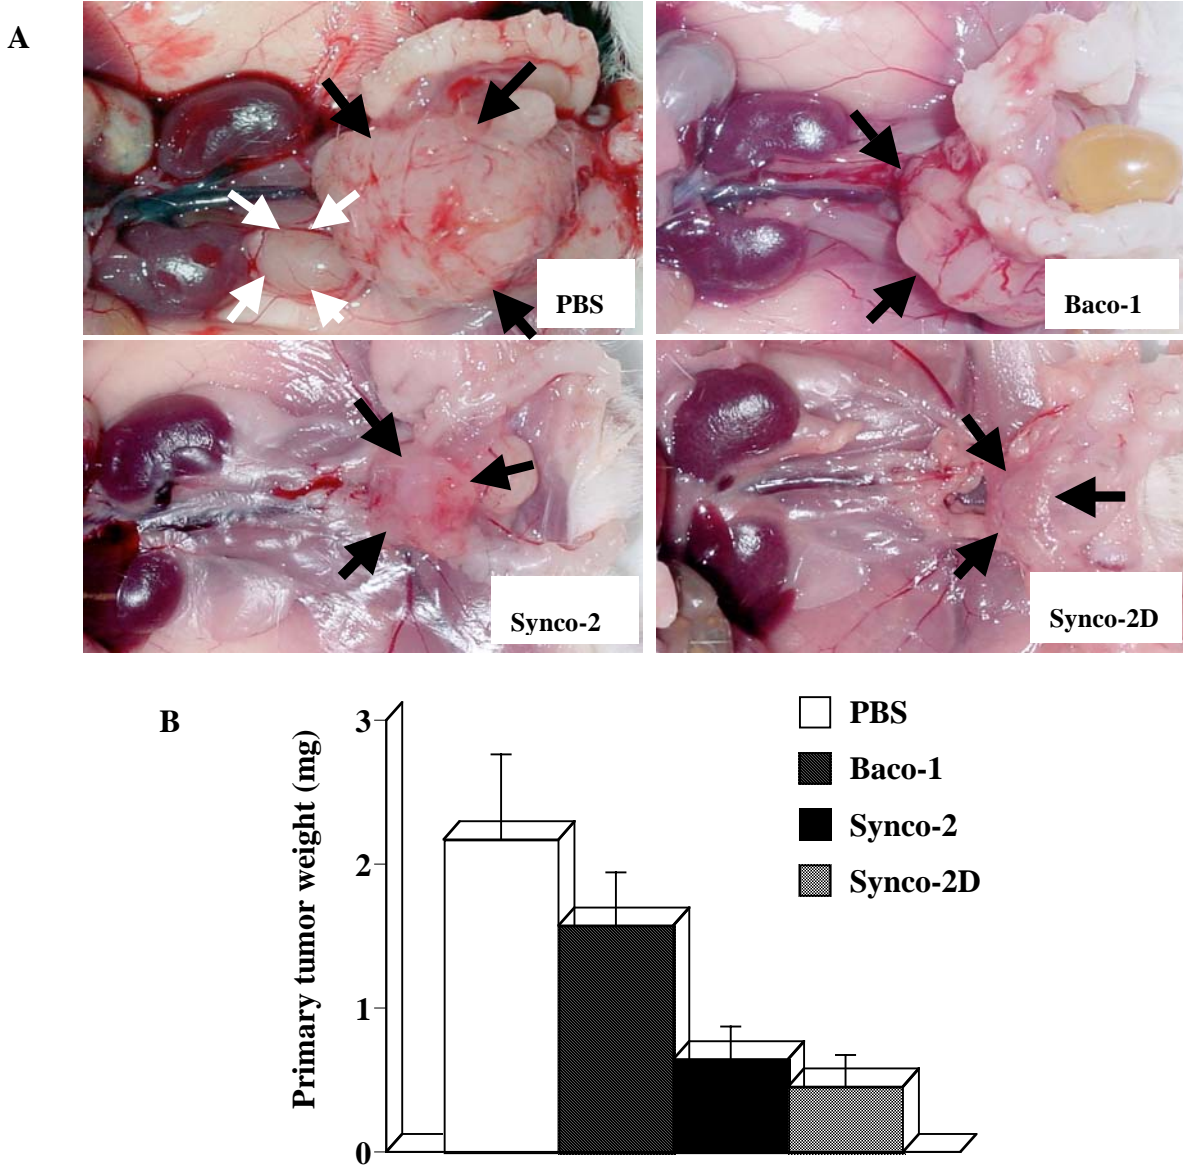 A
PBS
Baco-1
Synco-2
Synco-2D
B
3
2
1
0
Primary tumor weight (mg)
PBS
Baco-1
Synco-2
Synco-2D